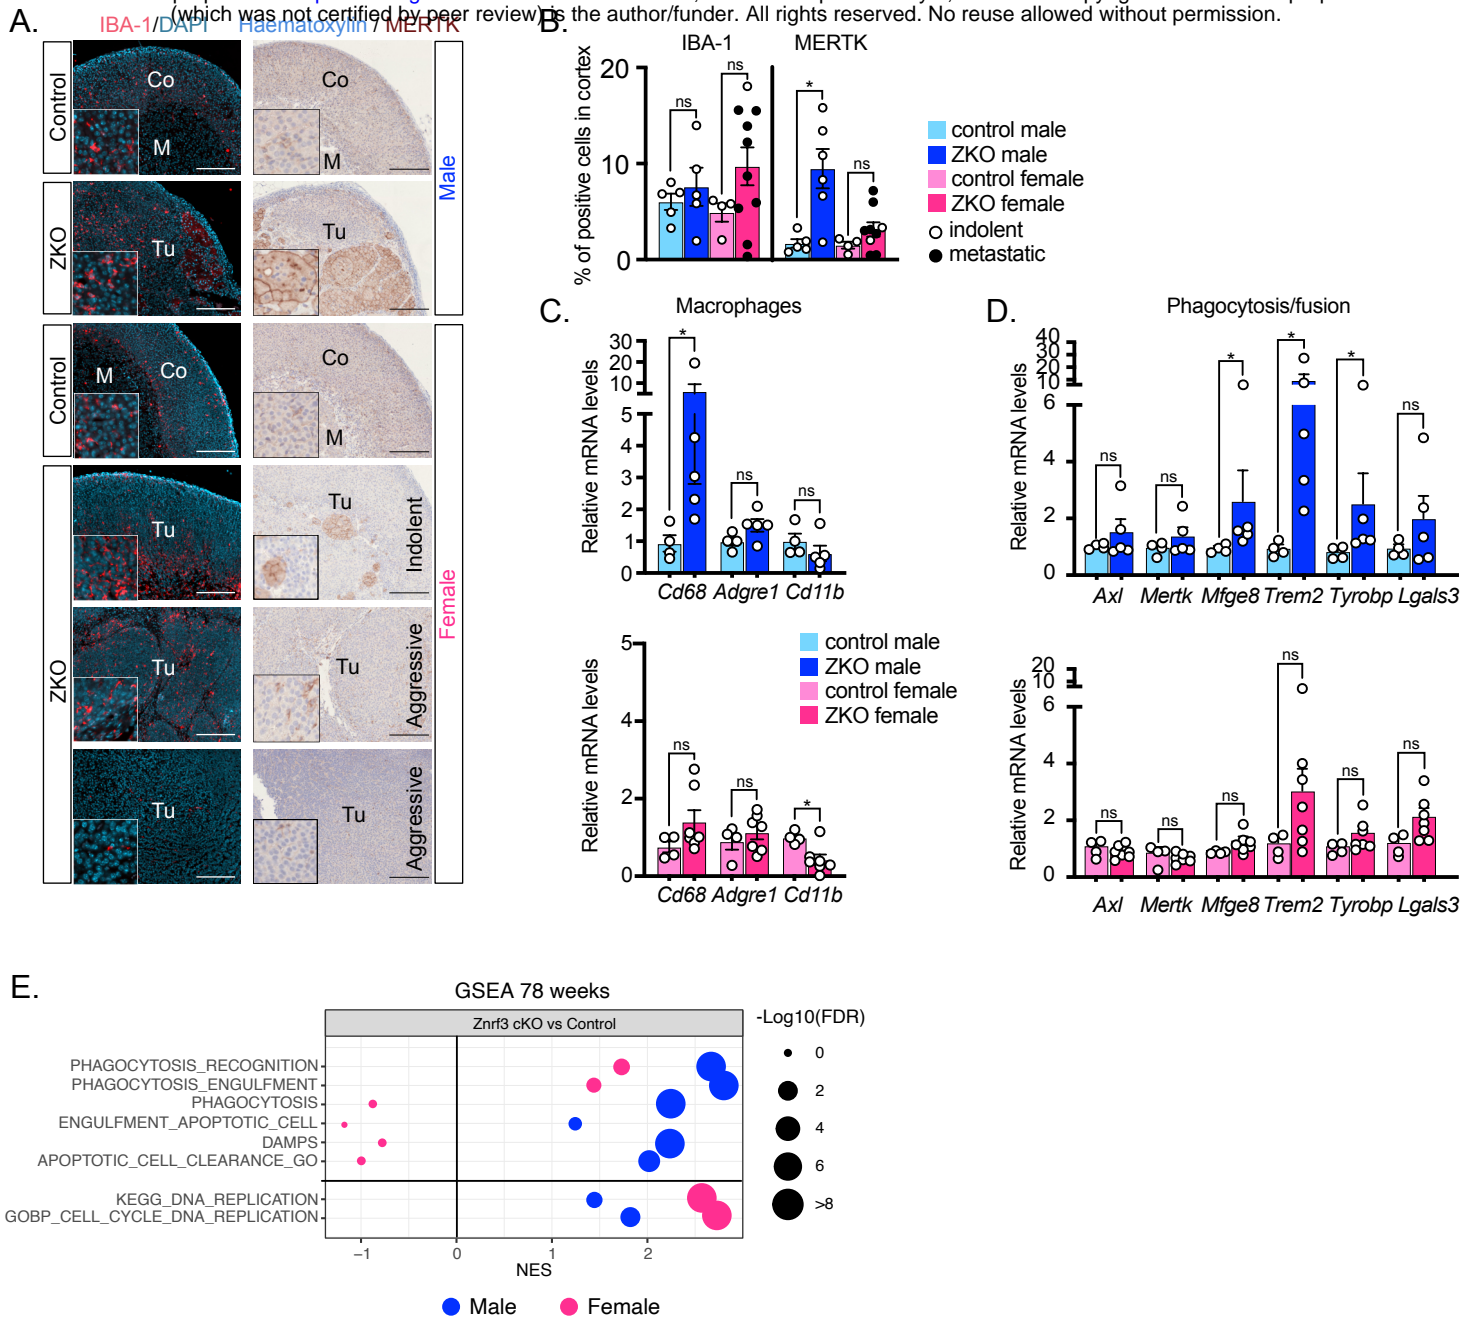 (which was not certified by peer review) is the author/funder. All rights reserved. No reuse allowed without permission.
A.
IBA-1/DAPI Haematoxylin / MERTK
Control
Co
M
Co
M
Male
ZKO
Tu
Tu
Control
M
Co
Co
M
Female
ZKO
Tu
Tu
Indolent
Tu
Tu
Aggressive
Tu
Tu
Aggressive
B.
IBA-1 MERTK
% of positive cells in cortex
20
10
0
ns
ns
*
ns
control male
ZKO male
control female
ZKO female
indolent
metastatic
C.
Macrophages
Relative mRNA levels
30
20
10
5
4
3
2
1
0
*
ns
ns
Cd68 Adgre1 Cd11b
control male
ZKO male
control female
ZKO female
Relative mRNA levels
5
4
2
0
ns
ns
*
Cd68 Adgre1 Cd11b
D.
Phagocytosis/fusion
Relative mRNA levels
40
30
20
10
6
4
2
0
ns
ns
*
*
*
ns
Axl Mertk Mfge8 Trem2 Tyrobp Lgals3
Relative mRNA levels
20
10
6
4
2
0
ns
ns
ns
ns
ns
ns
Axl Mertk Mfge8 Trem2 Tyrobp Lgals3
E.
GSEA 78 weeks
Znrf3 cKO vs Control
PHAGOCYTOSIS_RECOGNITION
PHAGOCYTOSIS_ENGULFMENT
PHAGOCYTOSIS
ENGULFMENT_APOPTOTIC_CELL
DAMPS
APOPTOTIC_CELL_CLEARANCE_GO
KEGG_DNA_REPLICATION
GOBP_CELL_CYCLE_DNA_REPLICATION
−1 0 1 2
NES
-Log10(FDR)
0
2
4
6
>8
Male Female